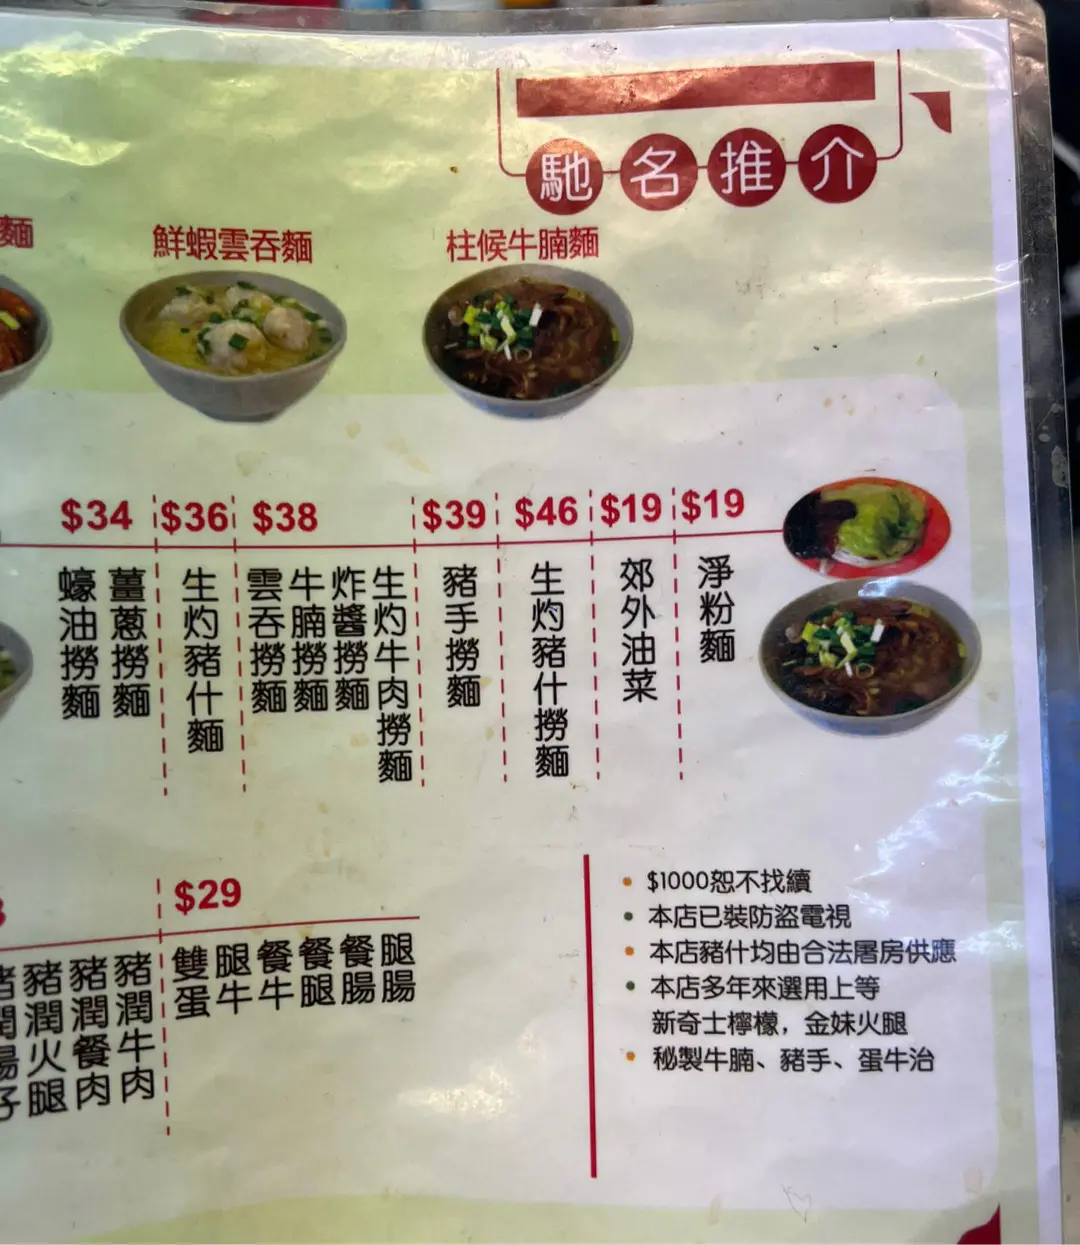 馳名推介
麵
鮮蝦雲吞麵
柱候牛腩麵
$34
蠔油撈麵
薑蔥撈麵
$36
生灼豬什麵
$38
雲吞撈麵
牛腩撈麵
炸醬撈麵
生灼牛肉撈麵
$39
豬手撈麵
$46
生灼豬什撈麵
$19
郊外油菜
$19
淨粉麵
豬潤火腿
豬潤餐肉
豬潤牛肉
$29
雙蛋
腿牛
餐牛
餐腿
餐腸
腿腸
• $1000恕不找續
• 本店已裝防盜電視
• 本店豬什均由合法屠房供應
• 本店多年來選用上等
新奇士檸檬，金妹火腿
• 秘製牛腩、豬手、蛋牛治